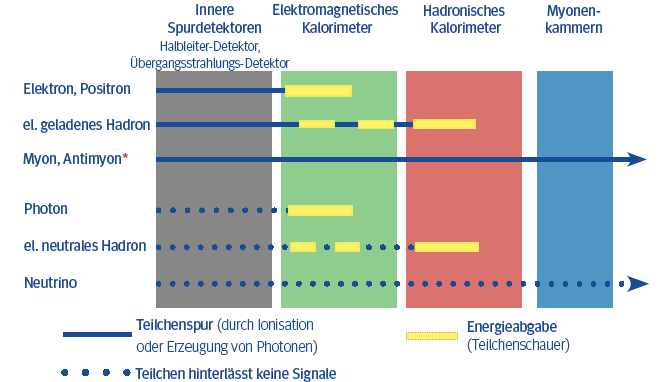 Innere
Spurdetektoren
Halbleiter-Detektor,
Übergangsstrahlungs-Detektor
Elektromagnetisches
Kalorimeter
Hadronisches
Kalorimeter
Myonen-
kammern
Elektron, Positron
el. geladenes Hadron
Myon, Antimyon*
Photon
el. neutrales Hadron
Neutrino
Teilchenspur (durch Ionisation
oder Erzeugung von Photonen)
Teilchen hinterlässt keine Signale
Energieabgabe
(Teilchenschauer)